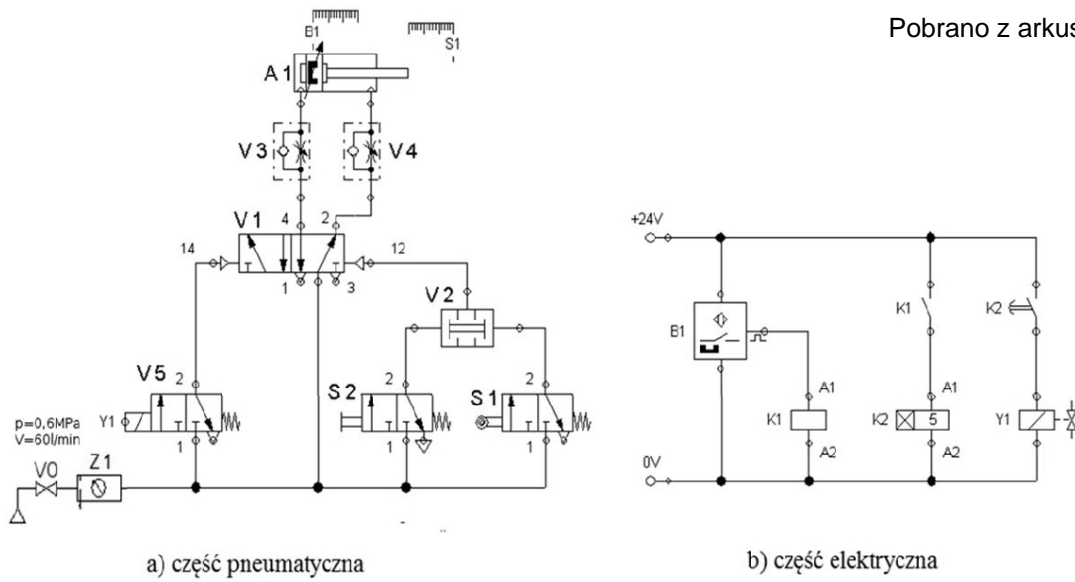 Pobrano z arkus
B1
S1
A1
V3
V4
V1
4
2
14
12
1
3
V2
V5
2
S2
2
S1
2
Y1
1
1
1
p=0,6MPa
V=60l/min
V0
Z1
a) część pneumatyczna
+24V
B1
K1
K2
A1
A1
K1
K2
5
Y1
A2
A2
0V
b) część elektryczna